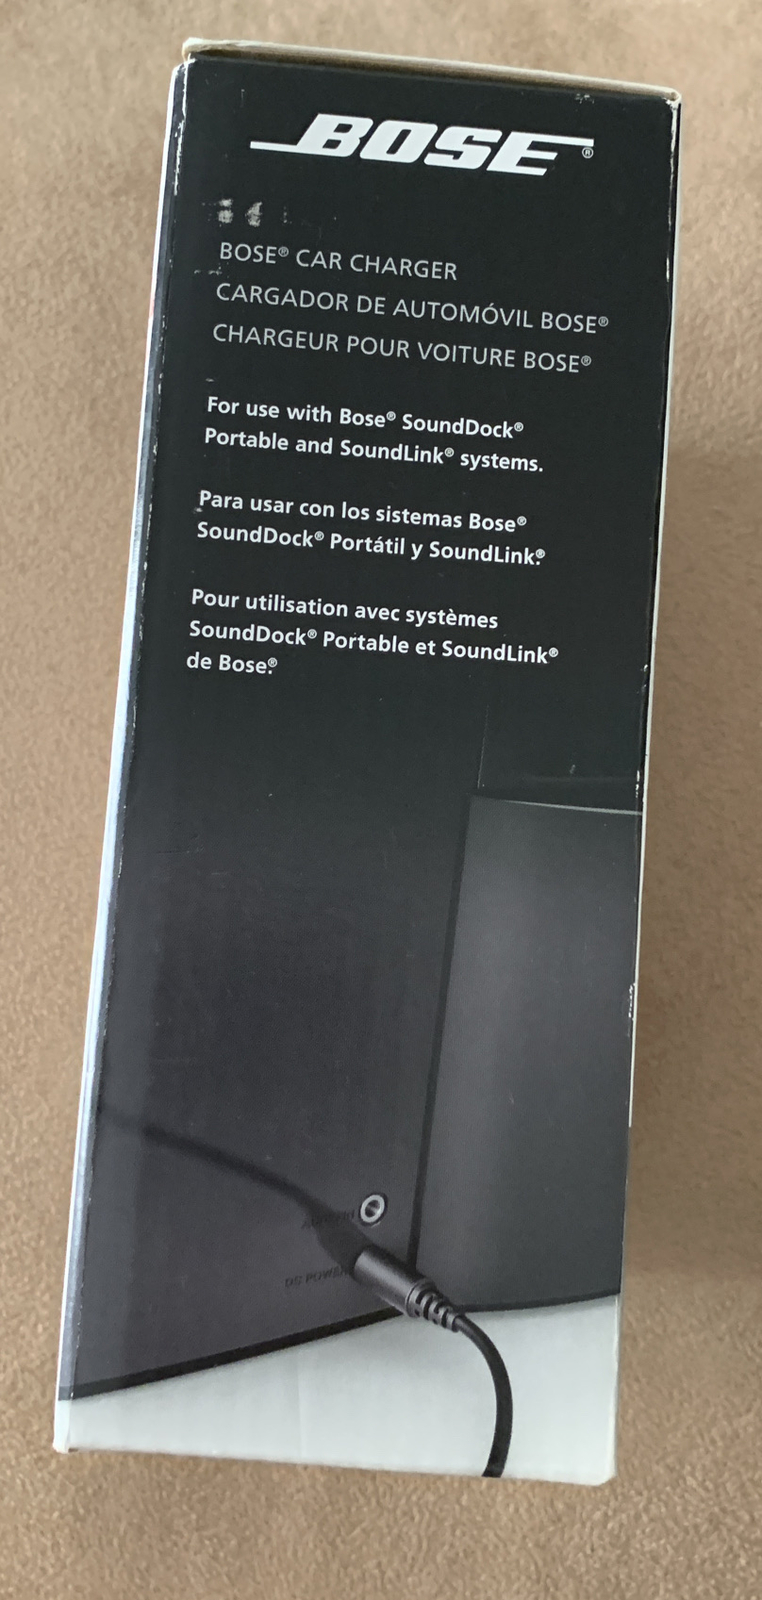 BOSE®
BOSE® CAR CHARGER
CARGADOR DE AUTOMÓVIL BOSE®
CHARGEUR POUR VOITURE BOSE®
For use with Bose® SoundDock®
Portable and SoundLink® systems.
Para usar con los sistemas Bose®
SoundDock® Portátil y SoundLink.®
Pour utilisation avec systèmes
SoundDock® Portable et SoundLink®
de Bose.®
DC POWER